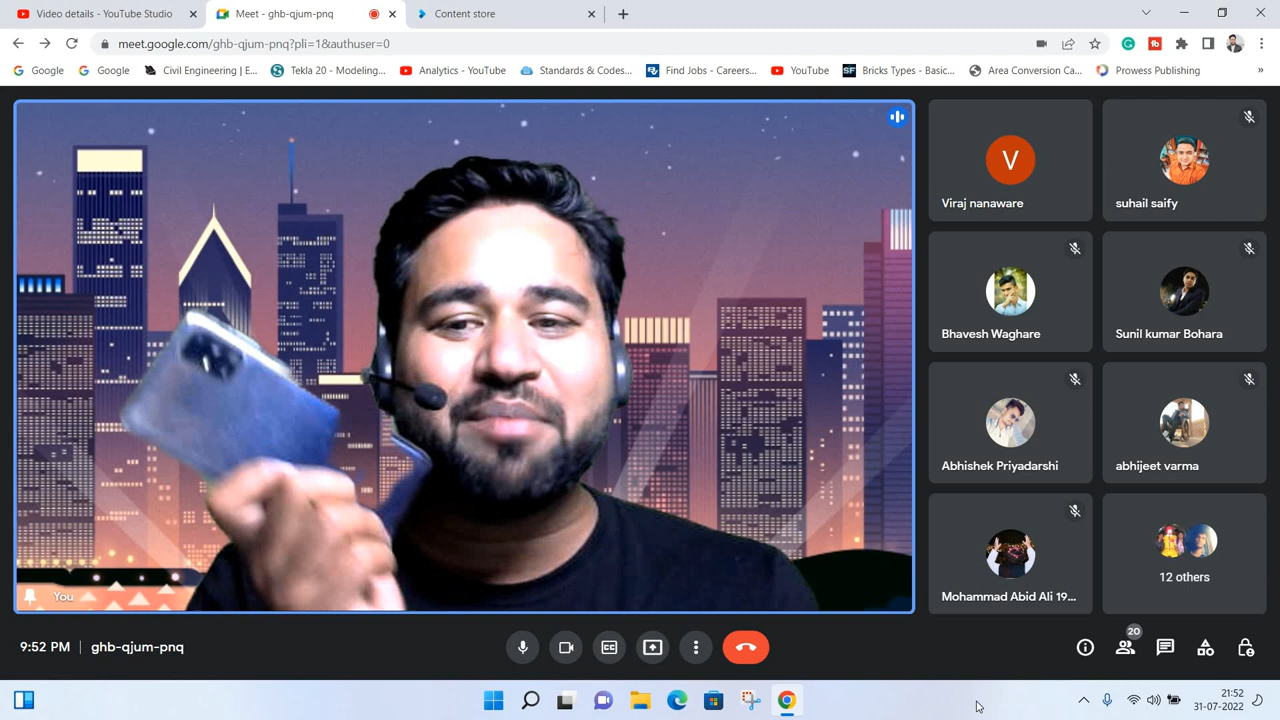 Video details - YouTube Studio
Meet - ghb-qjum-pnq
Content store
meet.google.com/ghb-qjum-pnq?pli=1&authuser=0
Google
Google
Civil Engineering | E...
Tekla 20 - Modeling...
Analytics - YouTube
Standards & Codes...
Find Jobs - Careers...
YouTube
SF
Bricks Types - Basic...
Area Conversion Ca...
Prowess Publishing
»
V
Viraj nanaware
suhail saify
Bhavesh Waghare
Sunil kumar Bohara
Abhishek Priyadarshi
abhijeet varma
Mohammad Abid Ali 19...
12 others
You
9:52 PM | ghb-qjum-pnq
CC
20
21:52
31-07-2022